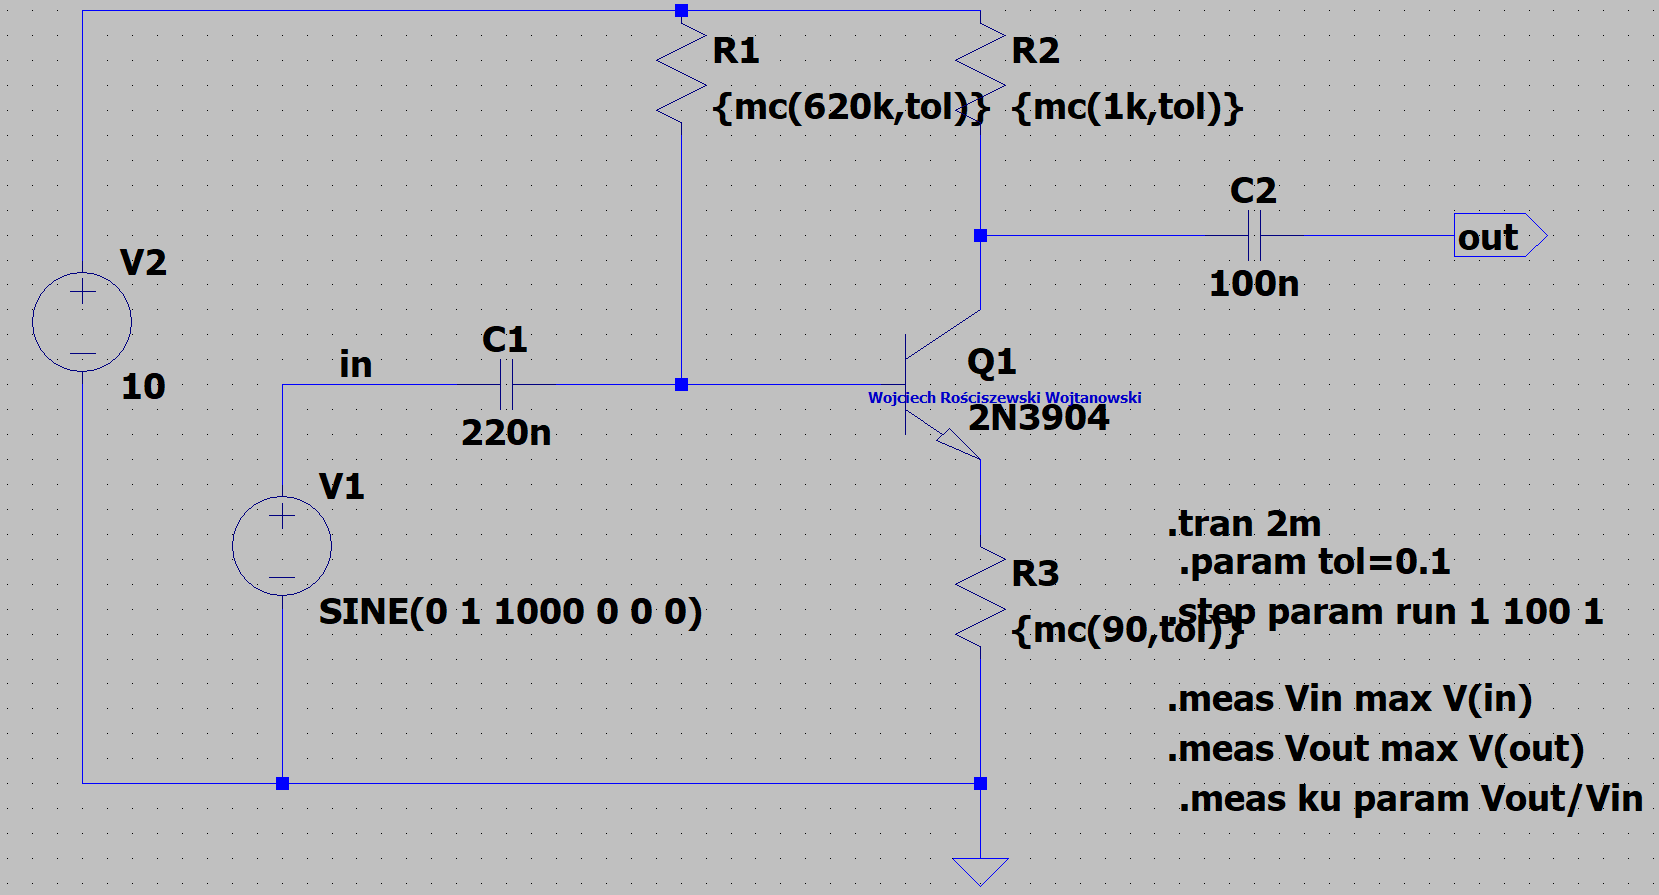 R1
{mc(620k,tol)}
R2
{mc(1k,tol)}
C2
100n
out
V2
10
in
C1
220n
Q1
Wojciech Rościszewski Wojtanowski
2N3904
V1
SINE(0 1 1000 0 0 0)
R3
{mc(90,tol)}
.tran 2m
.param tol=0.1
.step param run 1 100 1
.meas Vin max V(in)
.meas Vout max V(out)
.meas ku param Vout/Vin